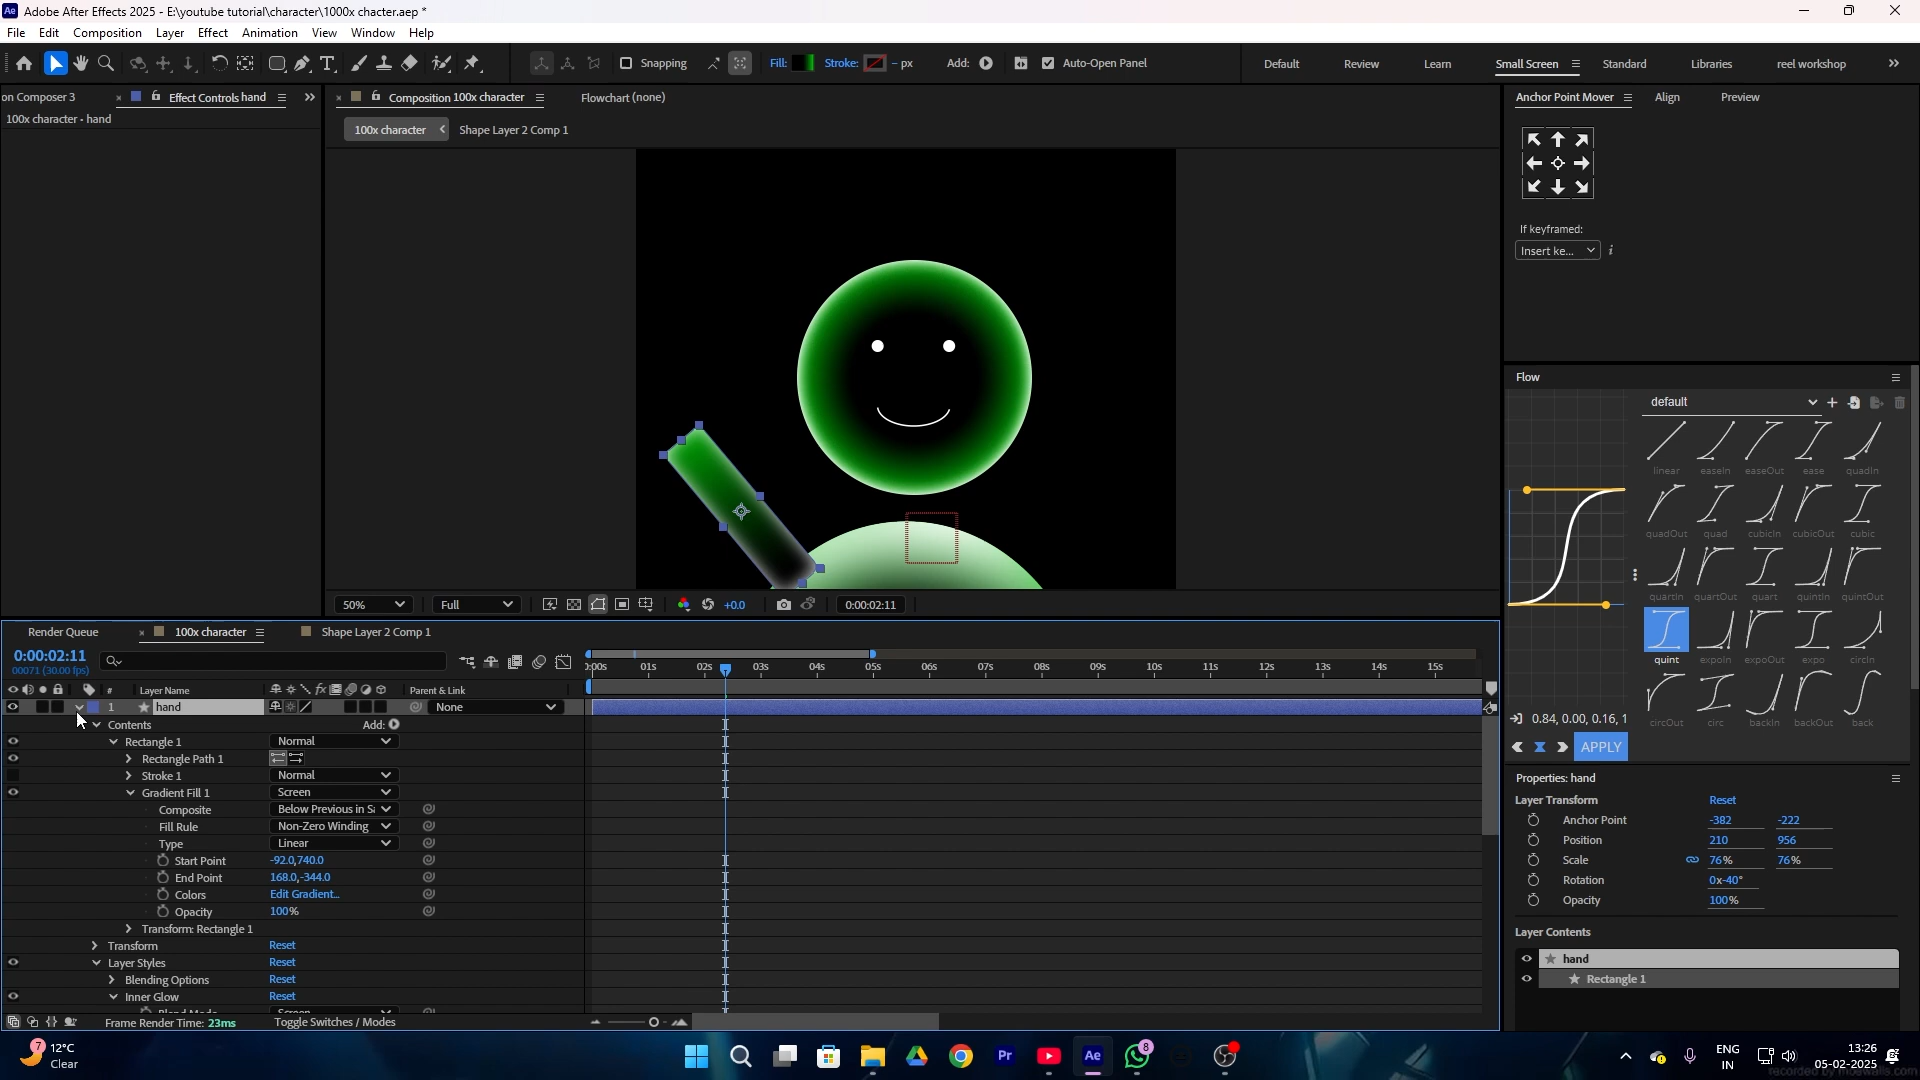 Adobe After Effects 2025 - E:\youtube tutorial\character\1000x chacter.aep *
File Edit Composition Layer Effect Animation View Window Help
Snapping Fill: Stroke: - px Add: Auto-Open Panel Default Review Learn Small Screen Standard Libraries reel workshop
on Composer 3 Effect Controls hand Composition 100x character Flowchart (none) Anchor Point Mover Align Preview
100x character • hand
100x character Shape Layer 2 Comp 1
If keyframed:
Insert ke...
Flow
default
linear easeIn easeOut ease quadIn
quadOut quad cubicIn cubicOut cubic
quartIn quartOut quart quintIn quintOut
quint expoIn expoOut expo circIn
circOut circ backIn backOut back
0.84, 0.00, 0.16, 1
APPLY
50% Full +0.0 0:00:02:11
Render Queue 100x character Shape Layer 2 Comp 1
0:00:02:11
00071 (30.00 fps)
:00s 01s 02s 03s 04s 05s 06s 07s 08s 09s 10s 11s 12s 13s 14s 15s
# Layer Name fx Parent & Link
1 hand None
Contents Add:
Rectangle 1 Normal
Rectangle Path 1
Stroke 1 Normal
Gradient Fill 1 Screen
Composite Below Previous in Sa
Fill Rule Non-Zero Winding
Type Linear
Start Point -92.0,740.0
End Point 168.0,-344.0
Colors Edit Gradient...
Opacity 100%
Transform: Rectangle 1
Transform Reset
Layer Styles Reset
Blending Options Reset
Inner Glow Reset
Blend Mode Screen
Frame Render Time: 23ms Toggle Switches / Modes
Properties: hand
Layer Transform Reset
Anchor Point -382 -222
Position 210 956
Scale 76% 76%
Rotation 0x-40°
Opacity 100%
Layer Contents
hand
Rectangle 1
7 12°C
Clear
Pr Ae 8
ENG
IN
13:26
05-02-2025